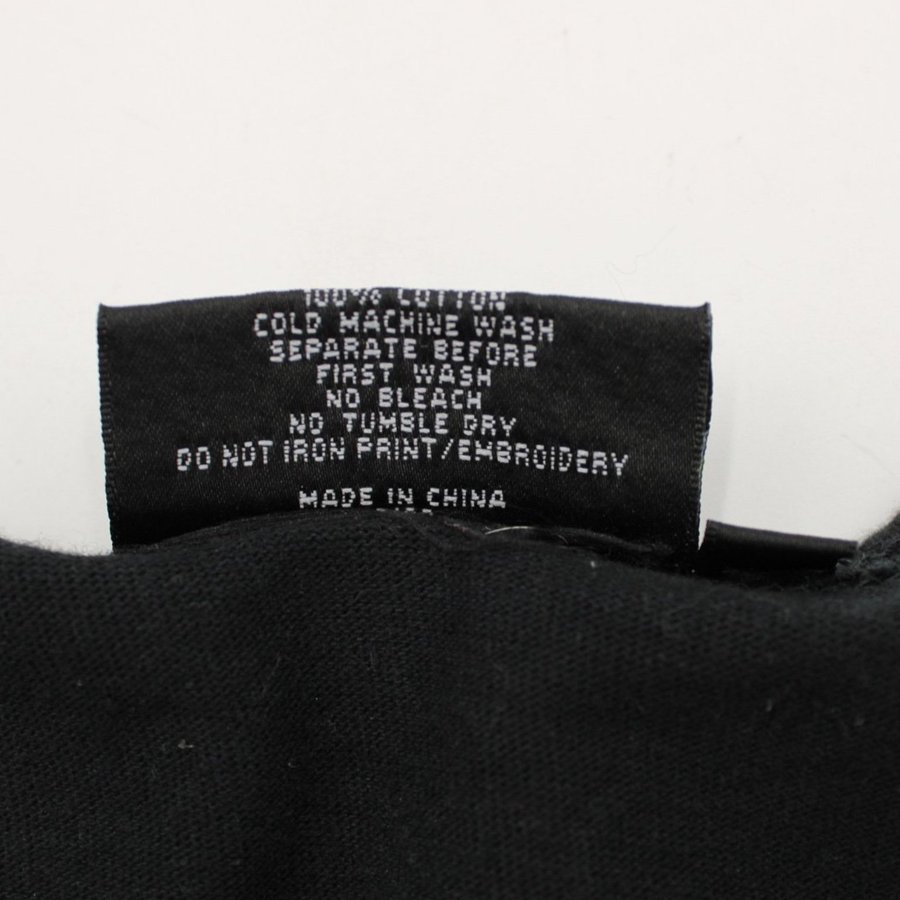 100% COTTON
COLD MACHINE WASH
SEPARATE BEFORE
FIRST WASH
NO BLEACH
NO TUMBLE DRY
DO NOT IRON PRINT/EMBROIDERY
MADE IN CHINA